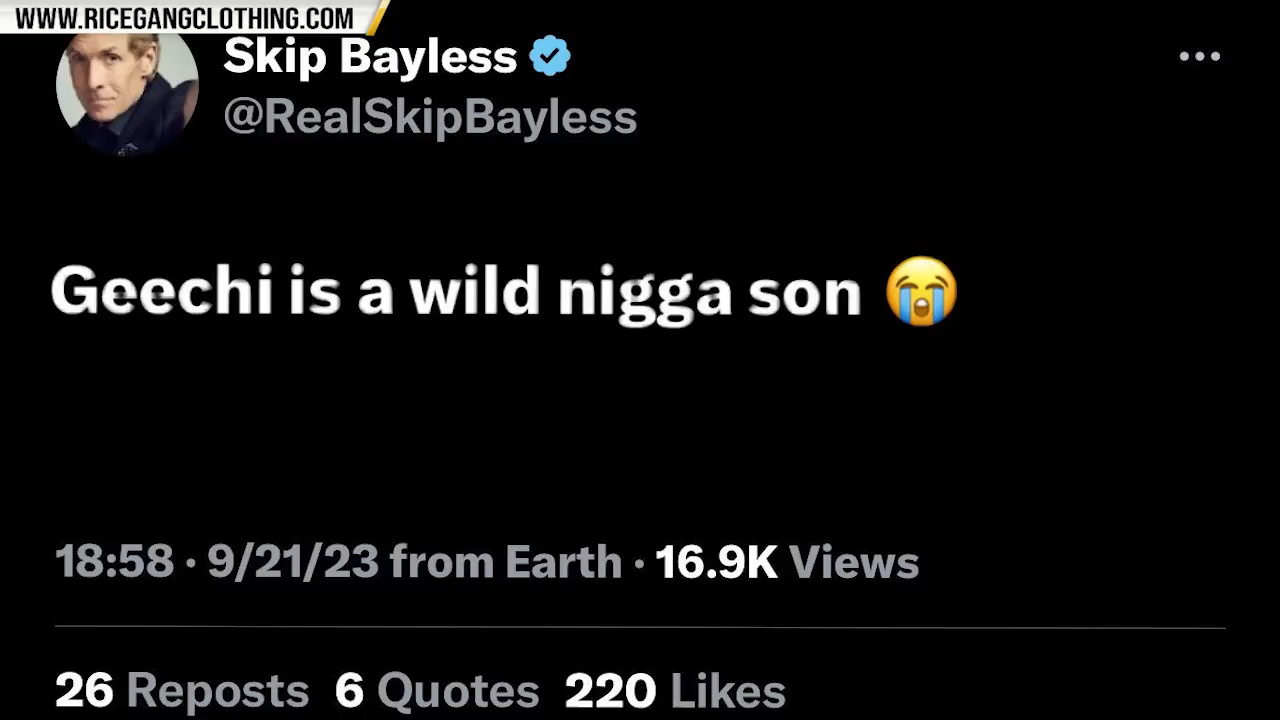 WWW.RICEGANGCLOTHING.COM
Skip Bayless
@RealSkipBayless
Geechi is a wild nigga son 😭
18:58 · 9/21/23 from Earth · 16.9K Views
26 Reposts 6 Quotes 220 Likes